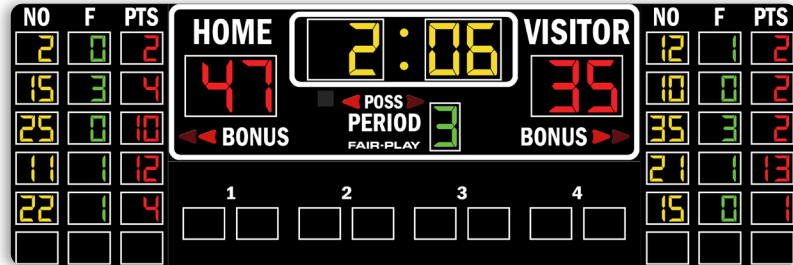 NO F PTS HOME 2:06 VISITOR NO F PTS
2 0 2 47 35 12 1 2
15 3 4 POSS 10 0 2
25 0 10 BONUS PERIOD 3 BONUS 35 3 2
FAIR-PLAY
11 1 12 21 1 13
22 1 4 1 2 3 4 15 0 1